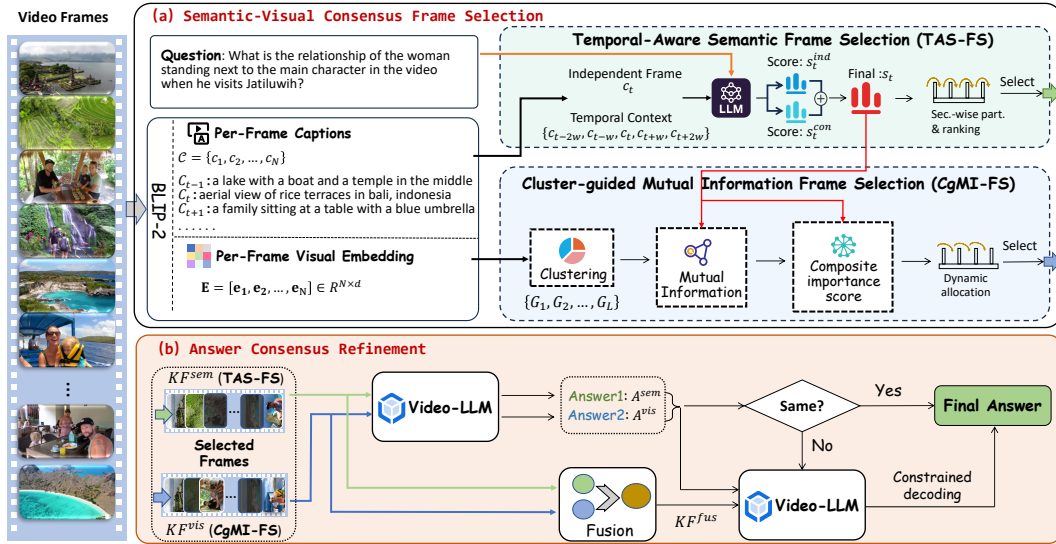 Video Frames
(a) Semantic-Visual Consensus Frame Selection
Question: What is the relationship of the woman
standing next to the main character in the video
when he visits Jatiluwih?
BLIP-2
Per-Frame Captions
𝒞 = {c₁, c₂, …, c_N}
C_{t−1}: a lake with a boat and a temple in the middle
C_t: aerial view of rice terraces in bali, indonesia
C_{t+1}: a family sitting at a table with a blue umbrella
. . . . . .
Per-Frame Visual Embedding
E = [e₁, e₂, …, e_N] ∈ R^{N×d}
Temporal-Aware Semantic Frame Selection (TAS-FS)
Independent Frame
c_t
Temporal Context
{c_{t−2w}, c_{t−w}, c_t, c_{t+w}, c_{t+2w}}
LLM
Score: s_t^{ind}
Score: s_t^{con}
Final :s_t
Sec.-wise part.
& ranking
Select
Cluster-guided Mutual Information Frame Selection (CgMI-FS)
Clustering
{G₁, G₂, …, G_L}
Mutual
Information
Composite
importance
score
Dynamic
allocation
Select
(b) Answer Consensus Refinement
KF^{sem} (TAS-FS)
Selected
Frames
KF^{vis} (CgMI-FS)
Video-LLM
Answer1: A^{sem}
Answer2: A^{vis}
Same?
Yes
No
Final Answer
Fusion
KF^{fus}
Video-LLM
Constrained
decoding